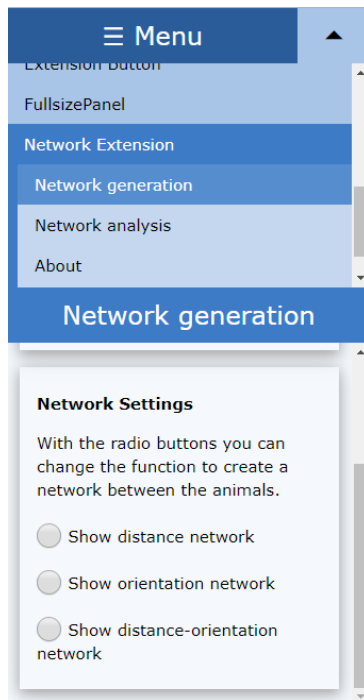 ☰ Menu
Extension Button
FullsizePanel
Network Extension
Network generation
Network analysis
About
Network generation
Network Settings
With the radio buttons you can
change the function to create a
network between the animals.
Show distance network
Show orientation network
Show distance-orientation
network